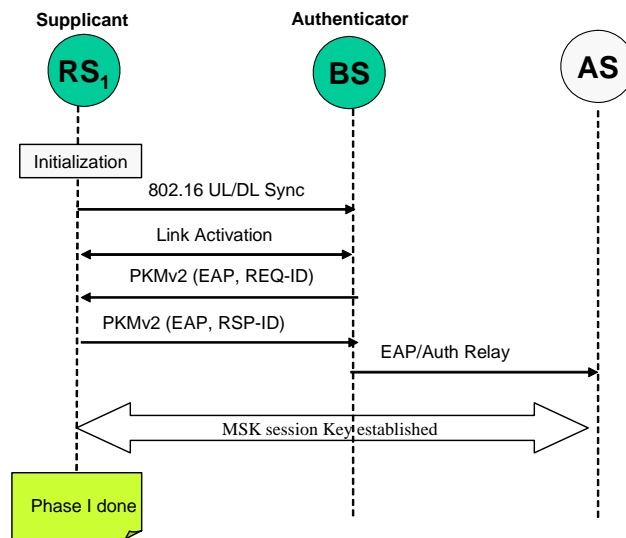 Supplicant
Authenticator
RS1
BS
AS
Initialization
802.16 UL/DL Sync
Link Activation
PKMv2 (EAP, REQ-ID)
PKMv2 (EAP, RSP-ID)
EAP/Auth Relay
MSK session Key established
Phase I done